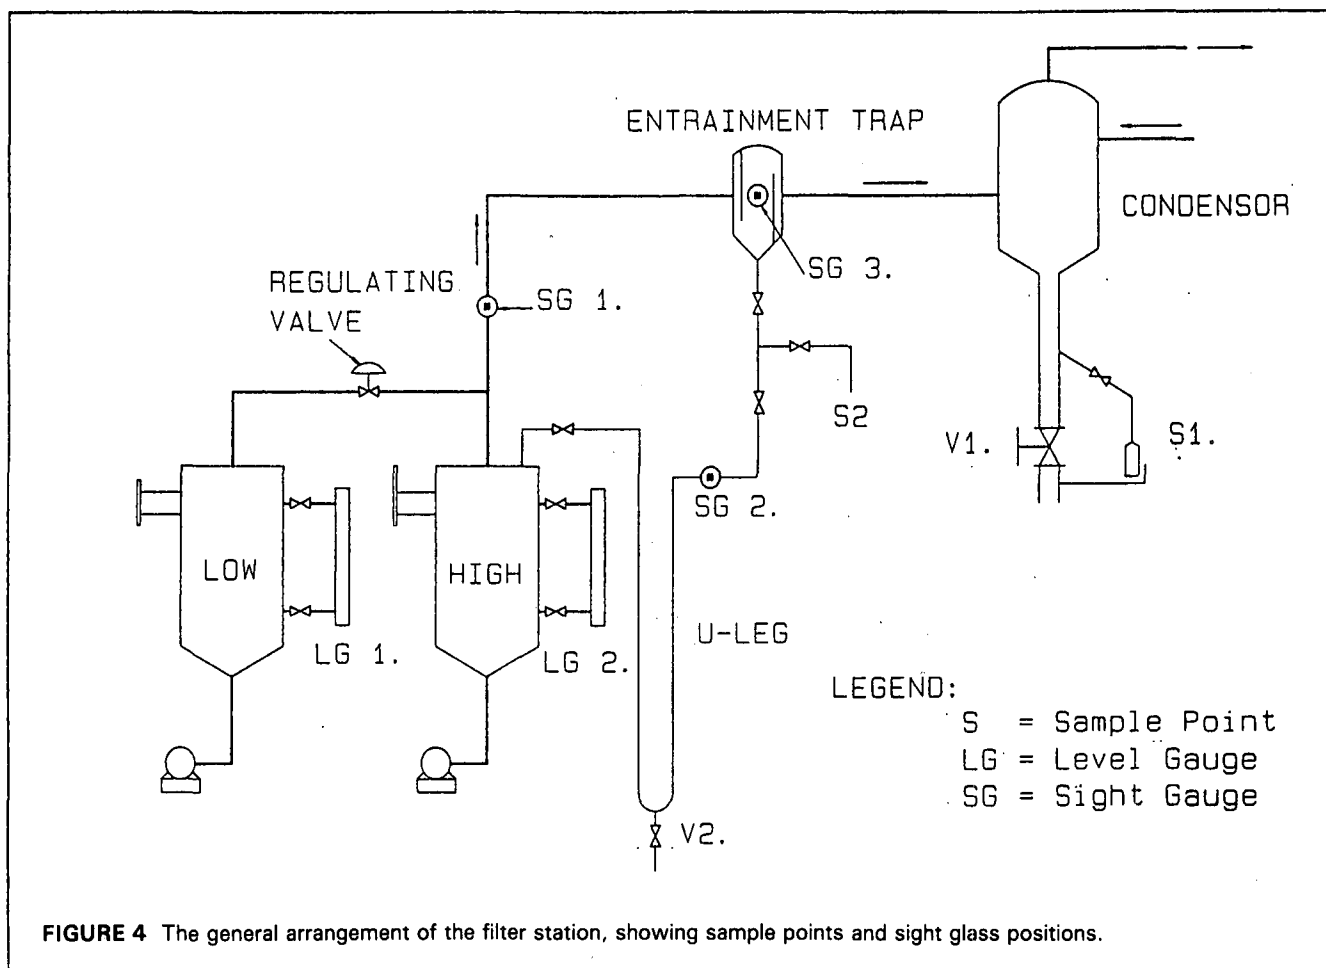 ENTRAINMENT TRAP
CONDENSOR
SG 3.
REGULATING
VALVE
SG 1.
S2
V1.
S1.
SG 2.
LOW
HIGH
LG 1.
LG 2.
U-LEG
V2.
LEGEND:
S = Sample Point
LG = Level Gauge
SG = Sight Gauge
FIGURE 4 The general arrangement of the filter station, showing sample points and sight glass positions.